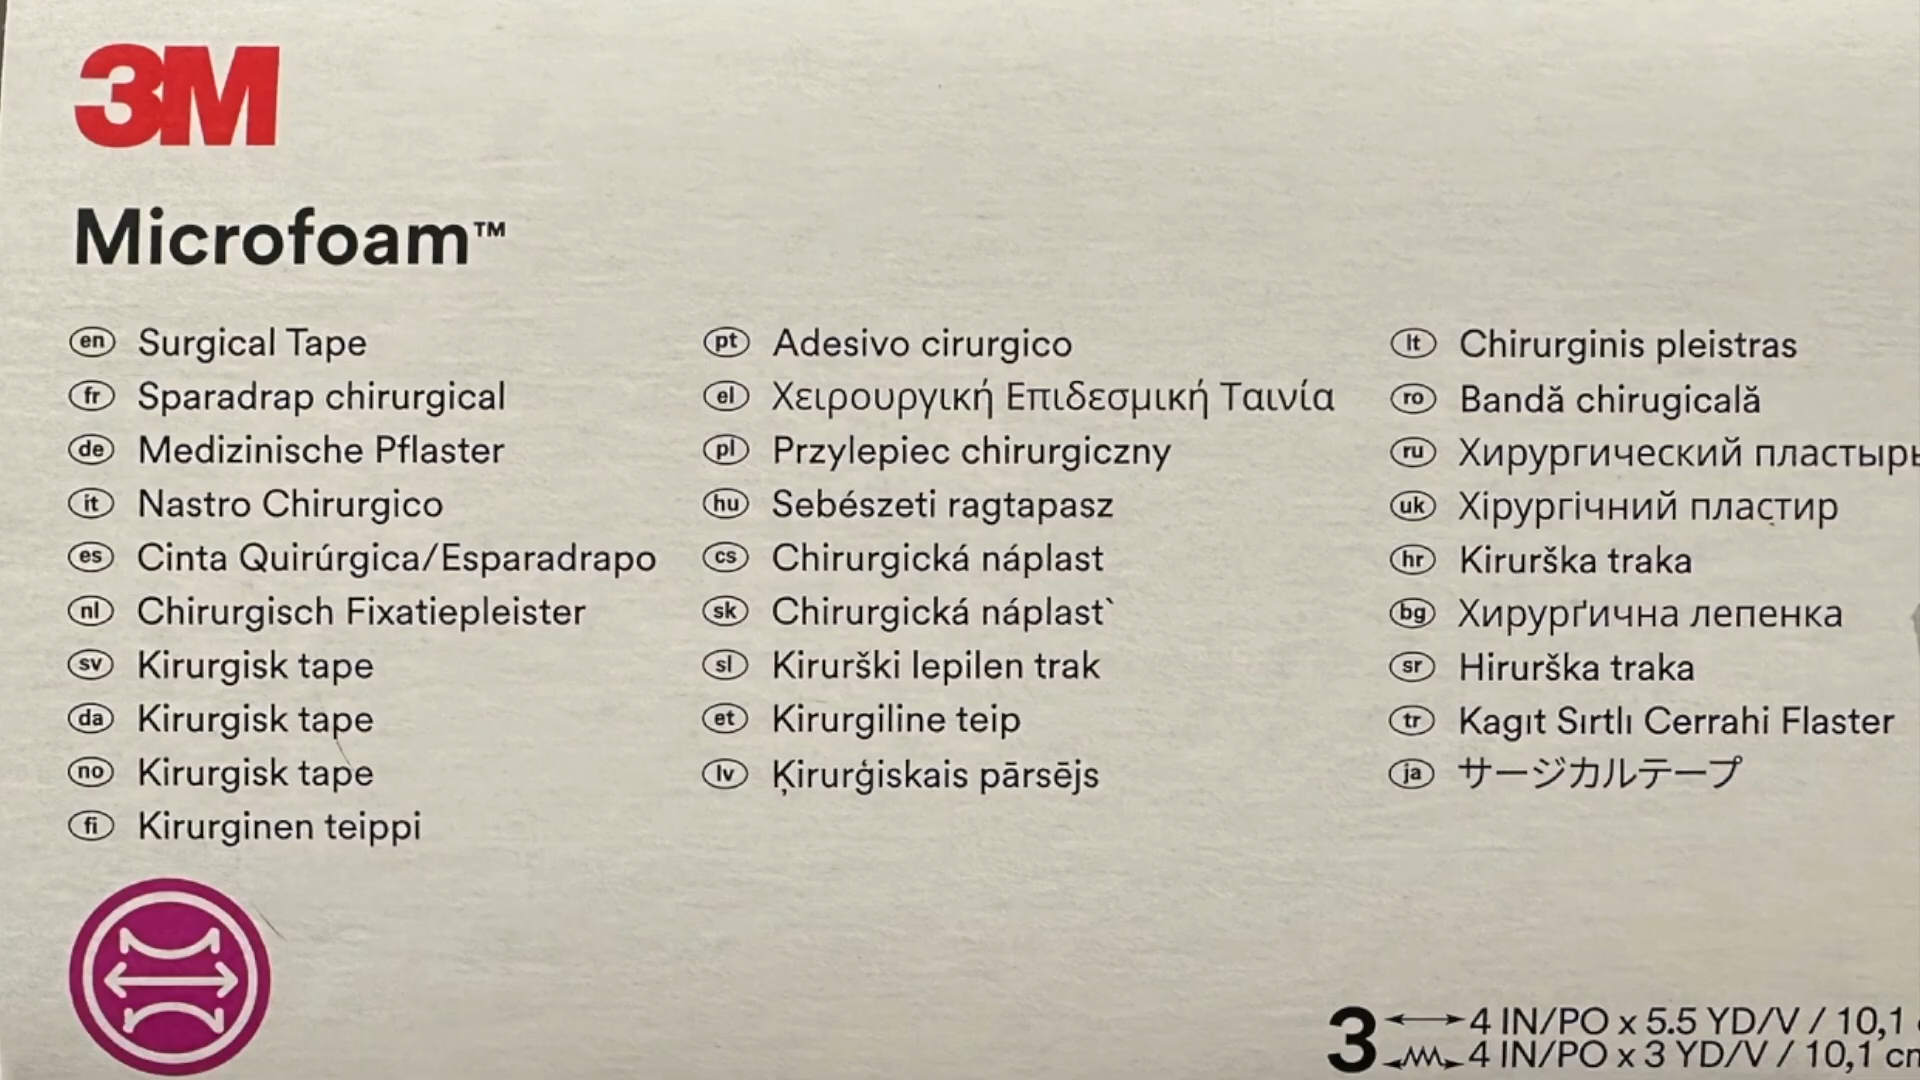 3M
Microfoam™
en Surgical Tape
fr Sparadrap chirurgical
de Medizinische Pflaster
it Nastro Chirurgico
es Cinta Quirúrgica/Esparadrapo
nl Chirurgisch Fixatiepleister
sv Kirurgisk tape
da Kirurgisk tape
no Kirurgisk tape
fi Kirurginen teippi
pt Adesivo cirurgico
el Χειρουργική Επιδεσμική Ταινία
pl Przylepiec chirurgiczny
hu Sebészeti ragtapasz
cs Chirurgická náplast
sk Chirurgická náplast`
sl Kirurški lepilen trak
et Kirurgiline teip
lv Ķirurģiskais pārsējs
lt Chirurginis pleistras
ro Bandă chirugicală
ru Хирургический пластырь
uk Хірургічний пластир
hr Kirurška traka
bg Хирурґична лепенка
sr Hirurška traka
tr Kagıt Sırtlı Cerrahi Flaster
ja サージカルテープ
3 4 IN/PO x 5.5 YD/V / 10,1
4 IN/PO x 3 YD/V / 10,1 cm